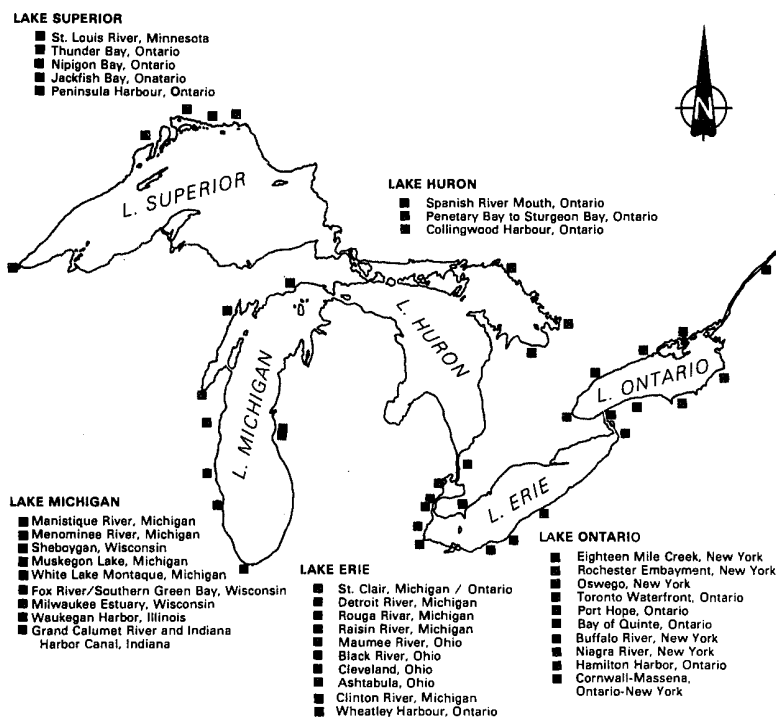 LAKE SUPERIOR
St. Louis River, Minnesota
Thunder Bay, Ontario
Nipigon Bay, Ontario
Jackfish Bay, Onatario
Peninsula Harbour, Ontario
N
L. SUPERIOR
LAKE HURON
Spanish River Mouth, Ontario
Penetary Bay to Sturgeon Bay, Ontario
Collingwood Harbour, Ontario
L. HURON
L. MICHIGAN
L. ONTARIO
L. ERIE
LAKE MICHIGAN
Manistique River, Michigan
Menominee River, Michigan
Sheboygan, Wisconsin
Muskegon Lake, Michigan
White Lake Montaque, Michigan
Fox River/Southern Green Bay, Wisconsin
Milwaukee Estuary, Wisconsin
Waukegan Harbor, Illinois
Grand Calumet River and Indiana
Harbor Canal, Indiana
LAKE ERIE
St. Clair, Michigan / Ontario
Detroit River, Michigan
Rouga Rivar, Michigan
Raisin River, Michigan
Maumee River, Ohio
Black River, Ohio
Cleveland, Ohio
Ashtabula, Ohio
Clinton River, Michigan
Wheatley Harbour, Ontario
LAKE ONTARIO
Eighteen Mile Creek, New York
Rochester Embayment, New York
Oswego, New York
Toronto Waterfront, Ontario
Port Hope, Ontario
Bay of Quinte, Ontario
Buffalo River, New York
Niagra River, New York
Hamilton Harbor, Ontario
Cornwall-Massena,
Ontario-New York